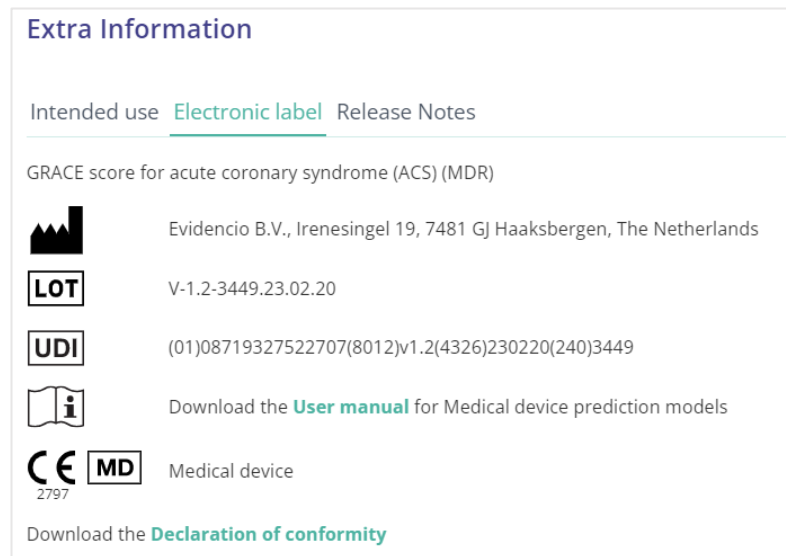 Extra Information
Intended use Electronic label Release Notes
GRACE score for acute coronary syndrome (ACS) (MDR)
Evidencio B.V., Irenesingel 19, 7481 GJ Haaksbergen, The Netherlands
LOT V-1.2-3449.23.02.20
UDI (01)08719327522707(8012)v1.2(4326)230220(240)3449
i Download the User manual for Medical device prediction models
CE MD Medical device
2797
Download the Declaration of conformity